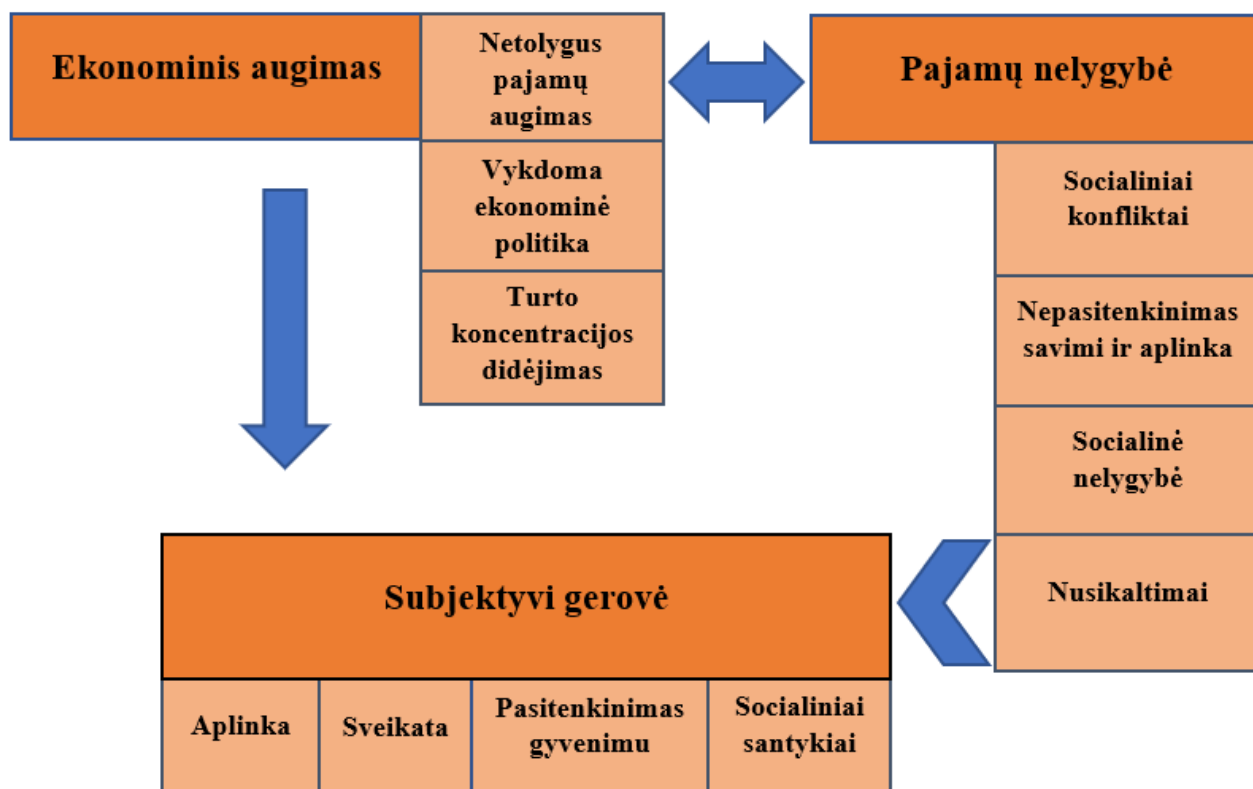 Ekonominis augimas
Netolygus
pajamų
augimas
Pajamų nelygybė
Vykdoma
ekonominė
politika
Turto
koncentracijos
didėjimas
Socialiniai
konfliktai
Nepasitenkinimas
savimi ir aplinka
Socialinė
nelygybė
Nusikaltimai
Subjektyvi gerovė
Aplinka
Sveikata
Pasitenkinimas
gyvenimu
Socialiniai
santykiai